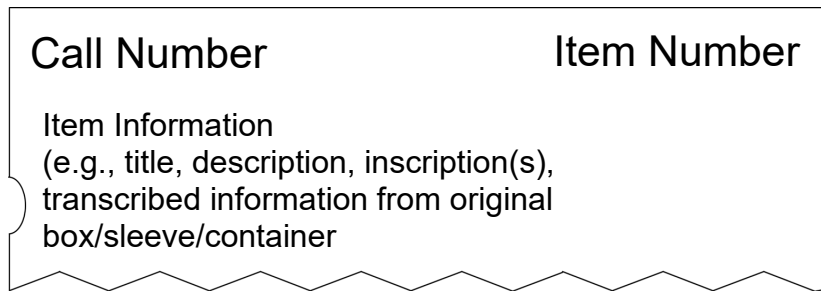 Call Number Item Number
Item Information
(e.g., title, description, inscription(s),
transcribed information from original
box/sleeve/container